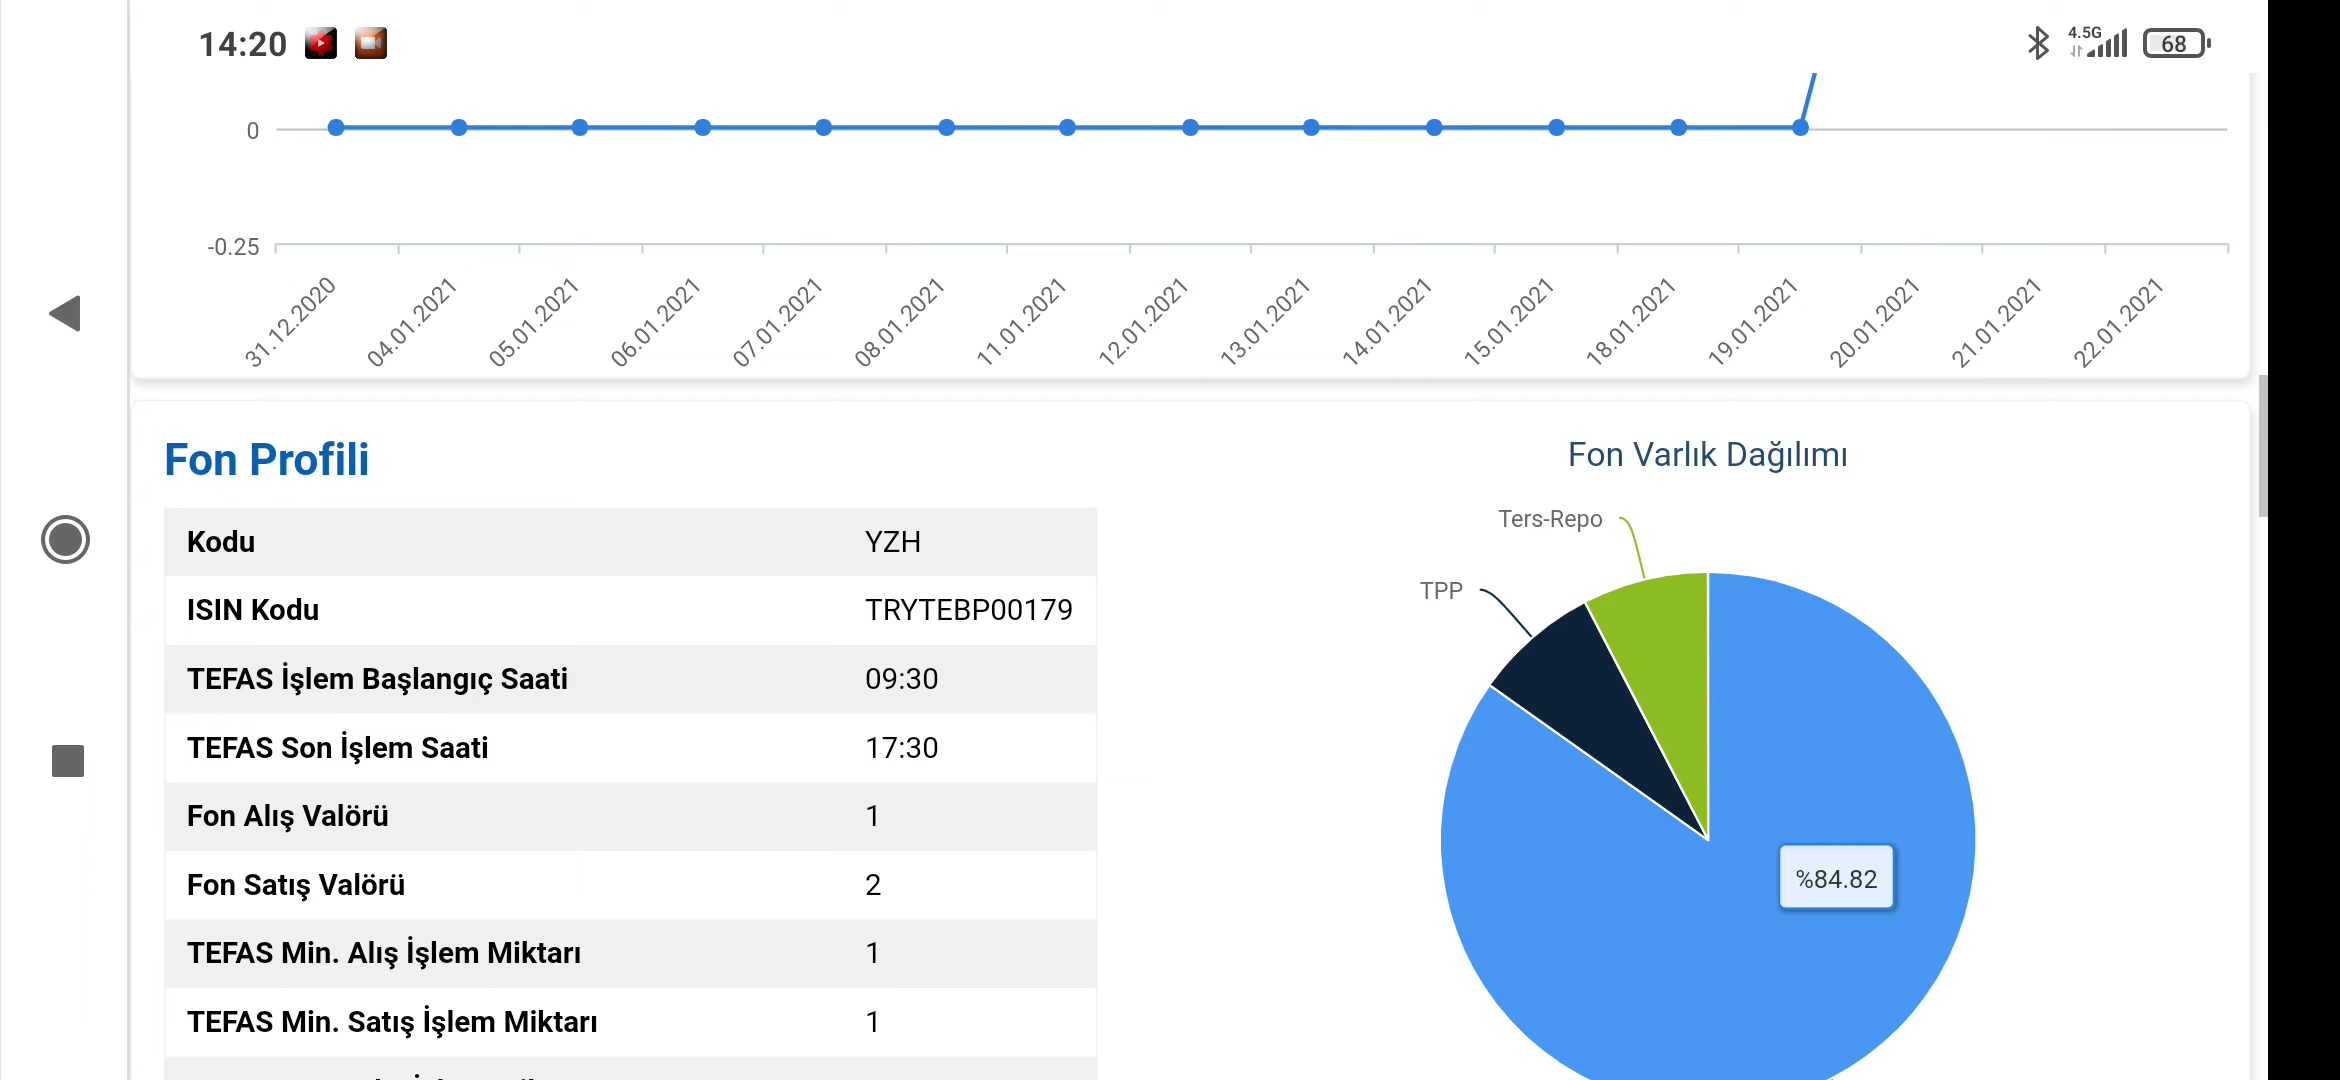 14:20
4.5G
68
0
-0.25
31.12.2020
04.01.2021
05.01.2021
06.01.2021
07.01.2021
08.01.2021
11.01.2021
12.01.2021
13.01.2021
14.01.2021
15.01.2021
18.01.2021
19.01.2021
20.01.2021
21.01.2021
22.01.2021
Fon Profili
Kodu YZH
ISIN Kodu TRYTEBP00179
TEFAS İşlem Başlangıç Saati 09:30
TEFAS Son İşlem Saati 17:30
Fon Alış Valörü 1
Fon Satış Valörü 2
TEFAS Min. Alış İşlem Miktarı 1
TEFAS Min. Satış İşlem Miktarı 1
Fon Varlık Dağılımı
Ters-Repo
TPP
%84.82